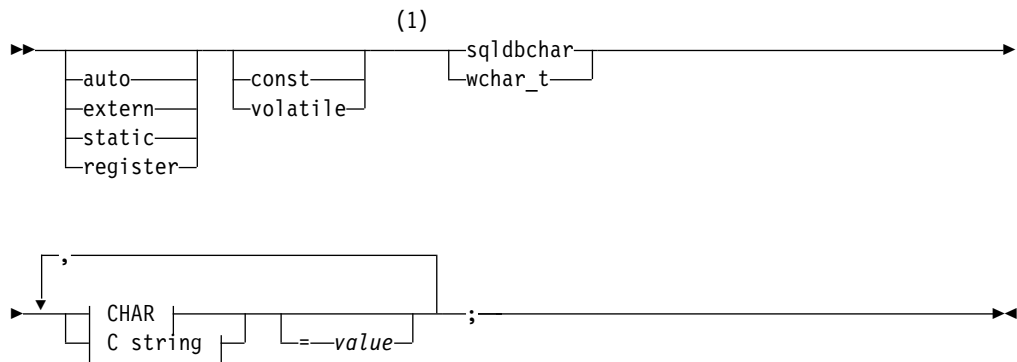 (1)
sqldbchar
auto const wchar_t
extern volatile
static
register
,
CHAR ;
C string = value